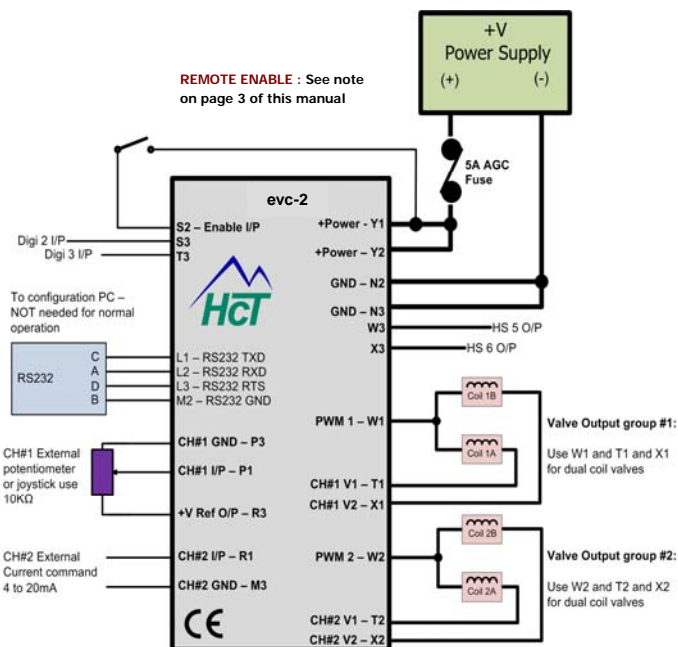 +V
Power Supply
(+) (-)
REMOTE ENABLE : See note
on page 3 of this manual
5A AGC
Fuse
evc-2
S2 – Enable I/P
S3
T3
Digi 2 I/P
Digi 3 I/P
+Power - Y1
+Power – Y2
GND – N2
GND – N3
W3
X3
HS 5 O/P
HS 6 O/P
HCT
To configuration PC –
NOT needed for normal
operation
RS232
C
A
D
B
L1 – RS232 TXD
L2 – RS232 RXD
L3 – RS232 RTS
M2 – RS232 GND
CH#1 External
potentiometer
or joystick use
10KΩ
CH#1 GND – P3
CH#1 I/P – P1
+V Ref O/P – R3
CH#2 External
Current command
4 to 20mA
CH#2 I/P – R1
CH#2 GND – M3
CE
PWM 1 – W1
CH#1 V1 – T1
CH#1 V2 – X1
Coil 1B
Coil 1A
Valve Output group #1:
Use W1 and T1 and X1
for dual coil valves
PWM 2 – W2
CH#2 V1 – T2
CH#2 V2 – X2
Coil 2B
Coil 2A
Valve Output group #2:
Use W2 and T2 and X2
for dual coil valves